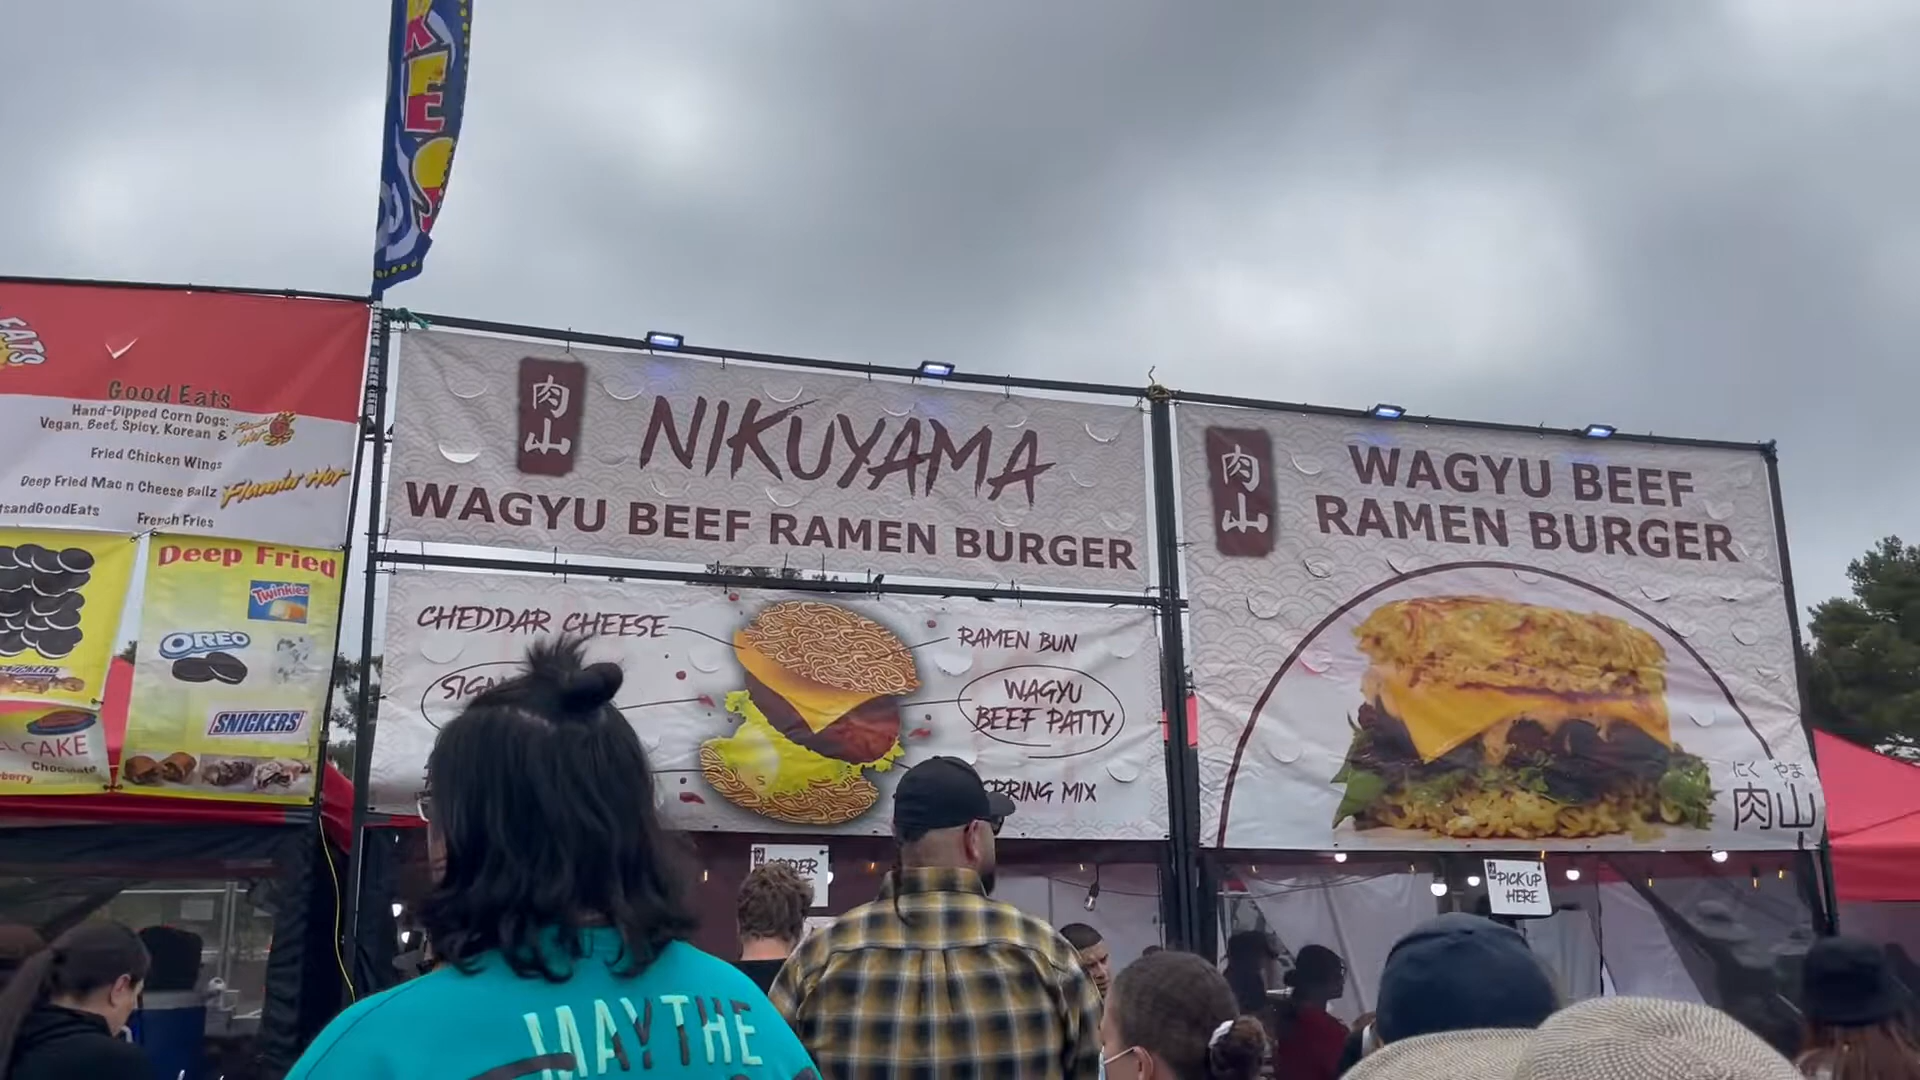 EATS
Good Eats
Hand-Dipped Corn Dogs:
Vegan, Beef, Spicy, Korean & Flamin' Hot
Fried Chicken Wings
Deep Fried Mac n Cheese Ballz Flamin' Hot
French Fries
SNICKERS
CAKE
Chocolate
Deep Fried
Twinkies
OREO
SNICKERS
肉山
NIKUYAMA
WAGYU BEEF RAMEN BURGER
CHEDDAR CHEESE
RAMEN BUN
WAGYU
BEEF PATTY
MIX
肉山
WAGYU BEEF
RAMEN BURGER
にく やま
肉山
PICK UP
HERE
MAY THE